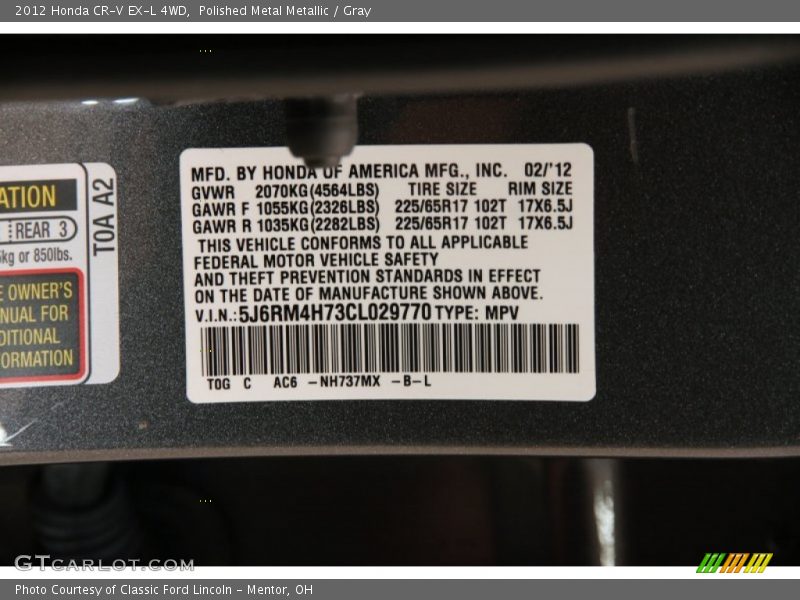 2012 Honda CR-V EX-L 4WD,  Polished Metal Metallic / Gray
MFD. BY HONDA OF AMERICA MFG., INC.  02/'12
GVWR  2070KG(4564LBS)  TIRE SIZE  RIM SIZE
GAWR F 1055KG(2326LBS)  225/65R17 102T  17X6.5J
GAWR R 1035KG(2282LBS)  225/65R17 102T  17X6.5J
THIS VEHICLE CONFORMS TO ALL APPLICABLE
FEDERAL MOTOR VEHICLE SAFETY
AND THEFT PREVENTION STANDARDS IN EFFECT
ON THE DATE OF MANUFACTURE SHOWN ABOVE.
V.I.N.:5J6RM4H73CL029770 TYPE: MPV
T0G  C  AC6  -NH737MX  -B-L
ATION
REAR 3
kg or 850lbs.
E OWNER'S
NUAL FOR
DITIONAL
FORMATION
T0A A2
GTCARLOT.COM
Photo Courtesy of Classic Ford Lincoln - Mentor, OH